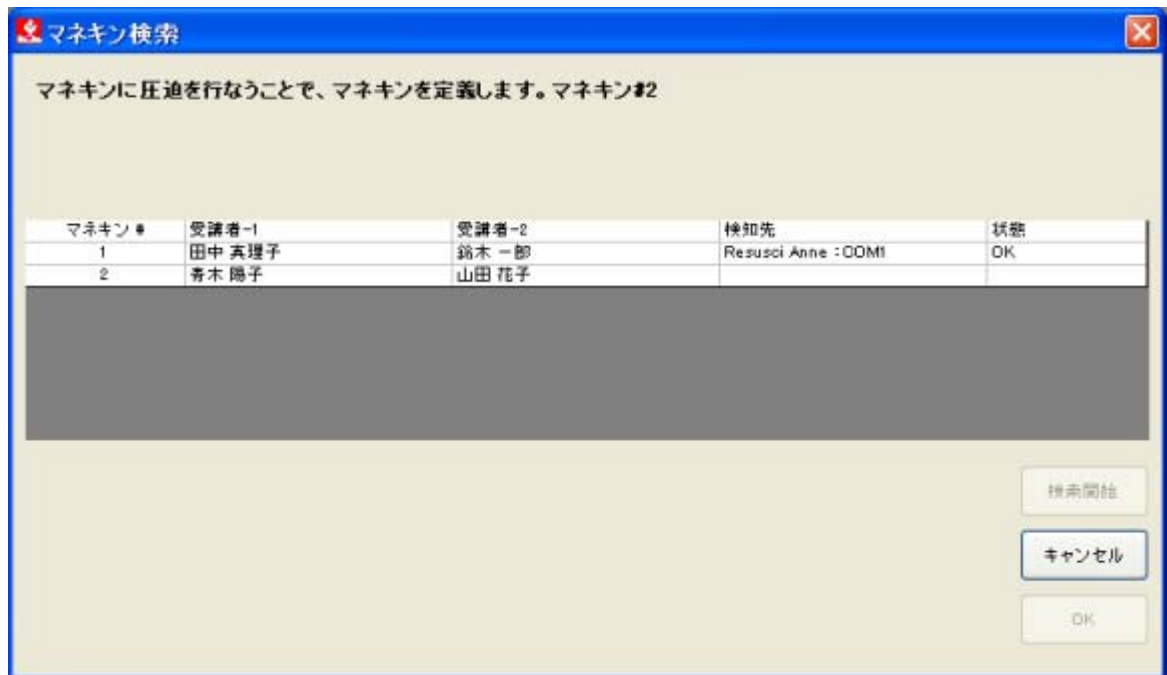 マネキン検索
マネキンに圧迫を行なうことで、マネキンを定義します。マネキン#2
マネキン # 受講者-1 受講者-2 検知先 状態
1 田中 真理子 鈴木 一郎 Resusci Anne :COM1 OK
2 青木 陽子 山田 花子
検索開始
キャンセル
OK